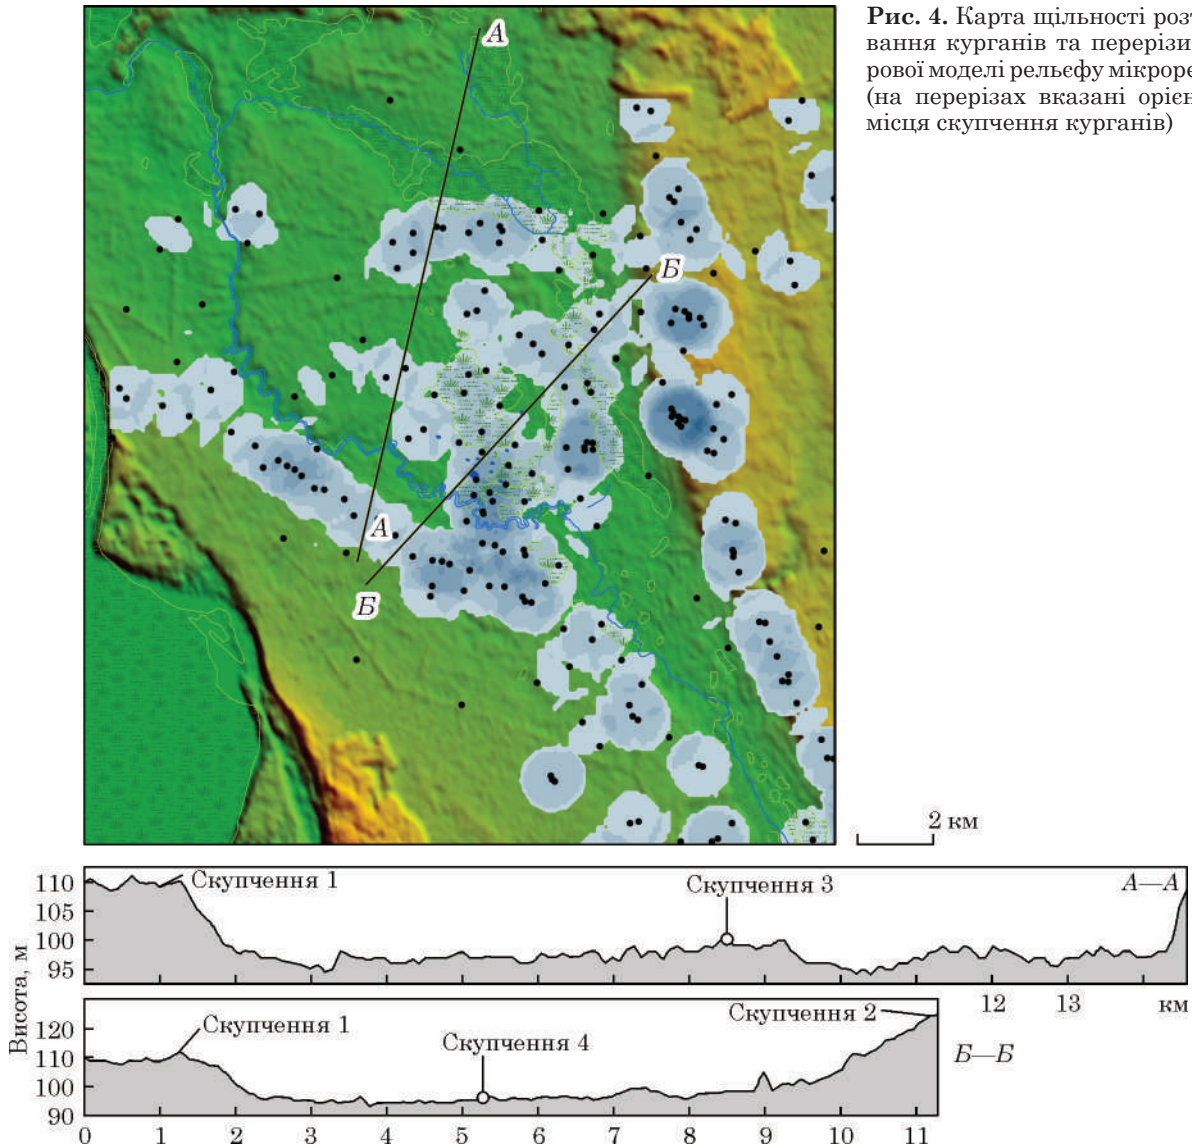 Рис. 4. Карта щільності розт
вання курганів та перерізи
рової моделі рельєфу мікроре
(на перерізах вказані орієн
місця скупчення курганів)
А
Б
А
Б
2 км
110
105
100
95
Скупчення 1
Скупчення 3
А—А
12
13
км
Висота, м
120
110
100
90
Скупчення 1
Скупчення 4
Скупчення 2
Б—Б
0 1 2 3 4 5 6 7 8 9 10 11